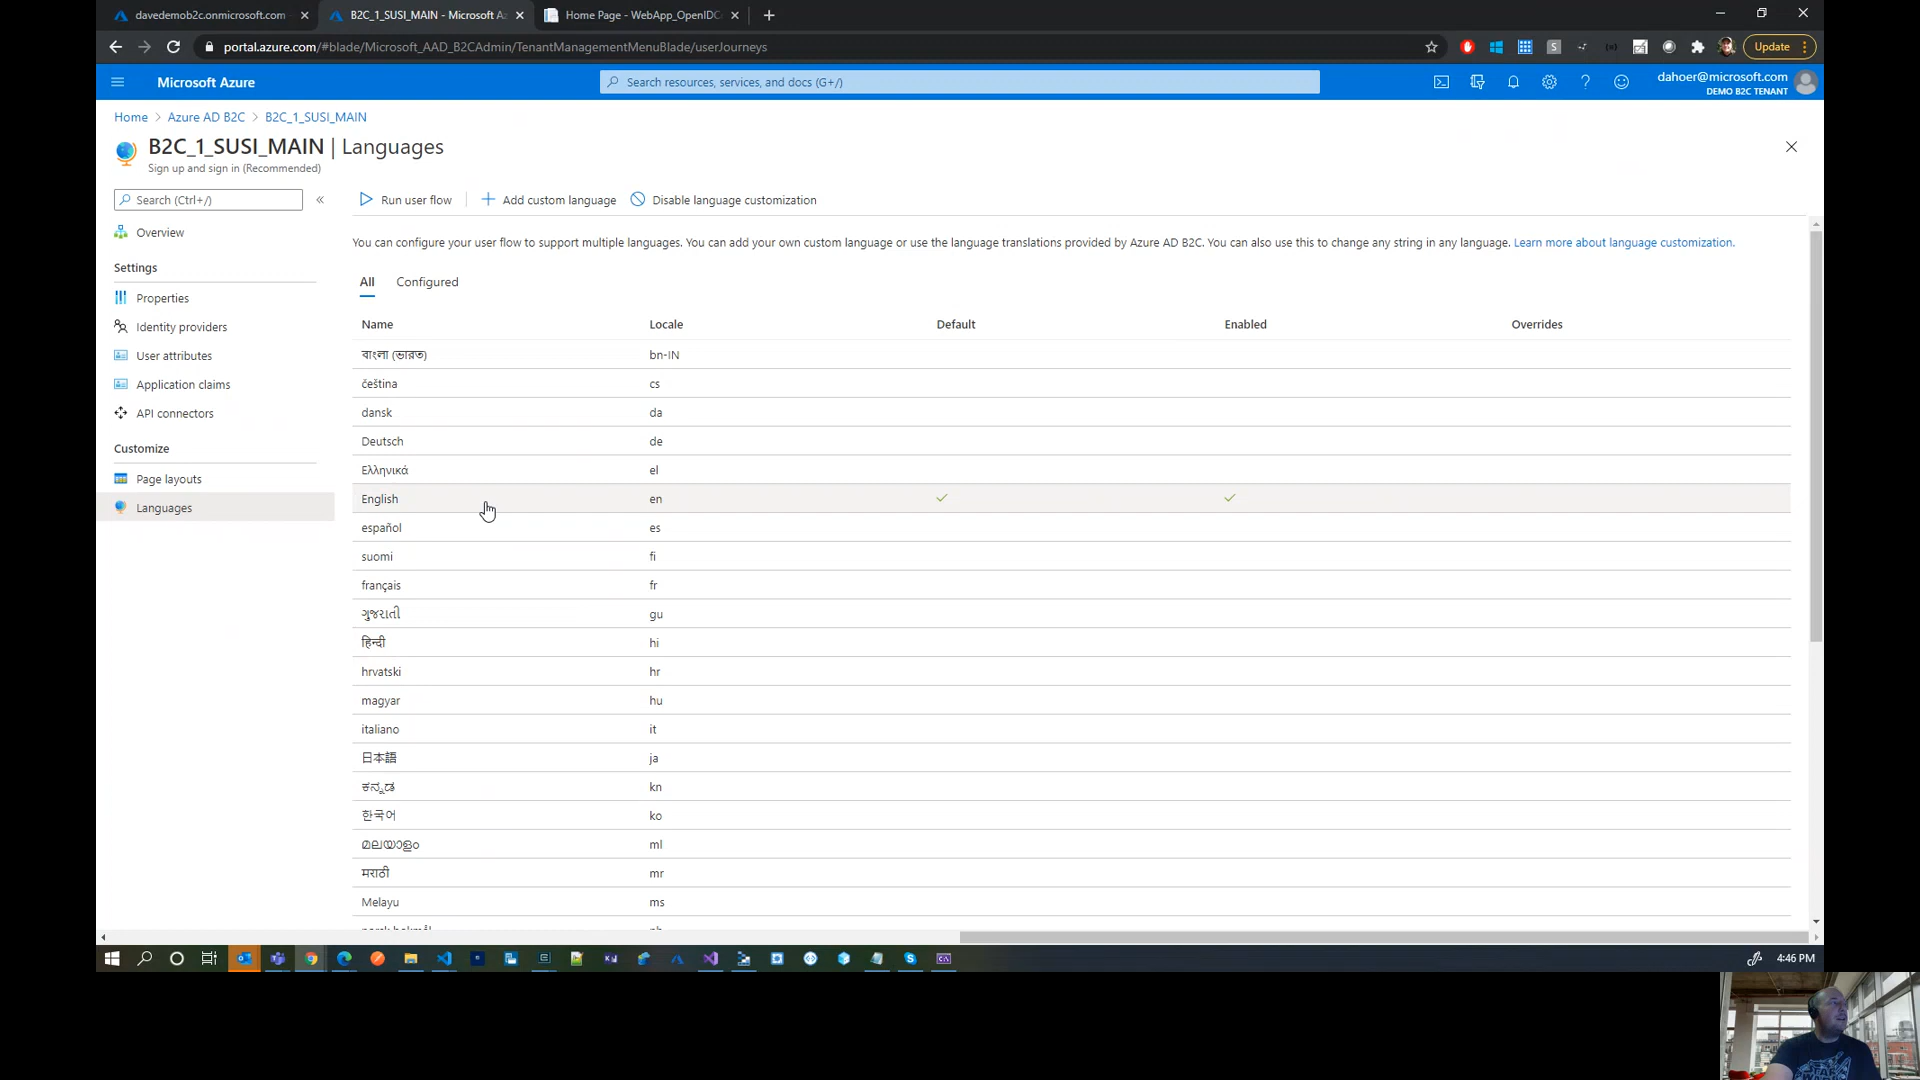 davedemob2c.onmicrosoft.com
B2C_1_SUSI_MAIN - Microsoft A
Home Page - WebApp_OpenIDC
portal.azure.com/#blade/Microsoft_AAD_B2CAdmin/TenantManagementMenuBlade/userJourneys
Update
Microsoft Azure
Search resources, services, and docs (G+/)
dahoer@microsoft.com
DEMO B2C TENANT
Home > Azure AD B2C > B2C_1_SUSI_MAIN
B2C_1_SUSI_MAIN | Languages
Sign up and sign in (Recommended)
Search (Ctrl+/)
Run user flow
Add custom language
Disable language customization
Overview
Settings
Properties
Identity providers
User attributes
Application claims
API connectors
Customize
Page layouts
Languages
You can configure your user flow to support multiple languages. You can add your own custom language or use the language translations provided by Azure AD B2C. You can also use this to change any string in any language. Learn more about language customization.
All Configured
Name Locale Default Enabled Overrides
বাংলা (ভারত) bn-IN
čeština cs
dansk da
Deutsch de
Ελληνικά el
English en
español es
suomi fi
français fr
ગુજરાતી gu
हिन्दी hi
hrvatski hr
magyar hu
italiano it
日本語 ja
ಕನ್ನಡ kn
한국어 ko
മലയാളം ml
मराठी mr
Melayu ms
4:46 PM